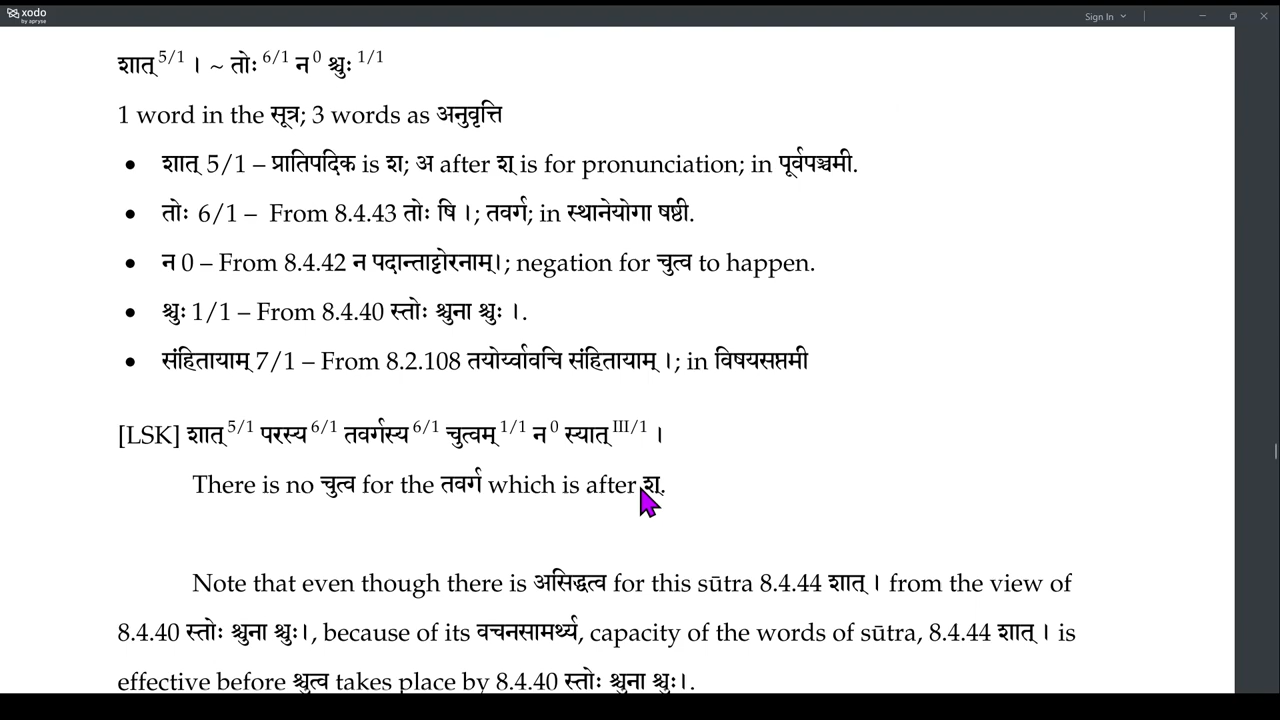 xodo
by apryse
Sign In
शात् 5/1 । ~ तोः 6/1 न 0 श्चुः 1/1
1 word in the सूत्र; 3 words as अनुवृत्ति
• शात् 5/1 – प्रातिपदिक is श; अ after श् is for pronunciation; in पूर्वपञ्चमी.
• तोः 6/1 – From 8.4.43 तोः षि ।; तवर्ग; in स्थानेयोगा षष्ठी.
• न 0 – From 8.4.42 न पदान्ताट्टोरनाम्।; negation for चुत्व to happen.
• श्चुः 1/1 – From 8.4.40 स्तोः श्चुना श्चुः ।.
• संहितायाम् 7/1 – From 8.2.108 तयोर्य्वावचि संहितायाम् ।; in विषयसप्तमी
[LSK] शात् 5/1 परस्य 6/1 तवर्गस्य 6/1 चुत्वम् 1/1 न 0 स्यात् III/1 ।
There is no चुत्व for the तवर्ग which is after श्.
Note that even though there is असिद्धत्व for this sūtra 8.4.44 शात् । from the view of
8.4.40 स्तोः श्चुना श्चुः।, because of its वचनसामर्थ्य, capacity of the words of sūtra, 8.4.44 शात् । is
effective before श्चुत्व takes place by 8.4.40 स्तोः श्चुना श्चुः।.